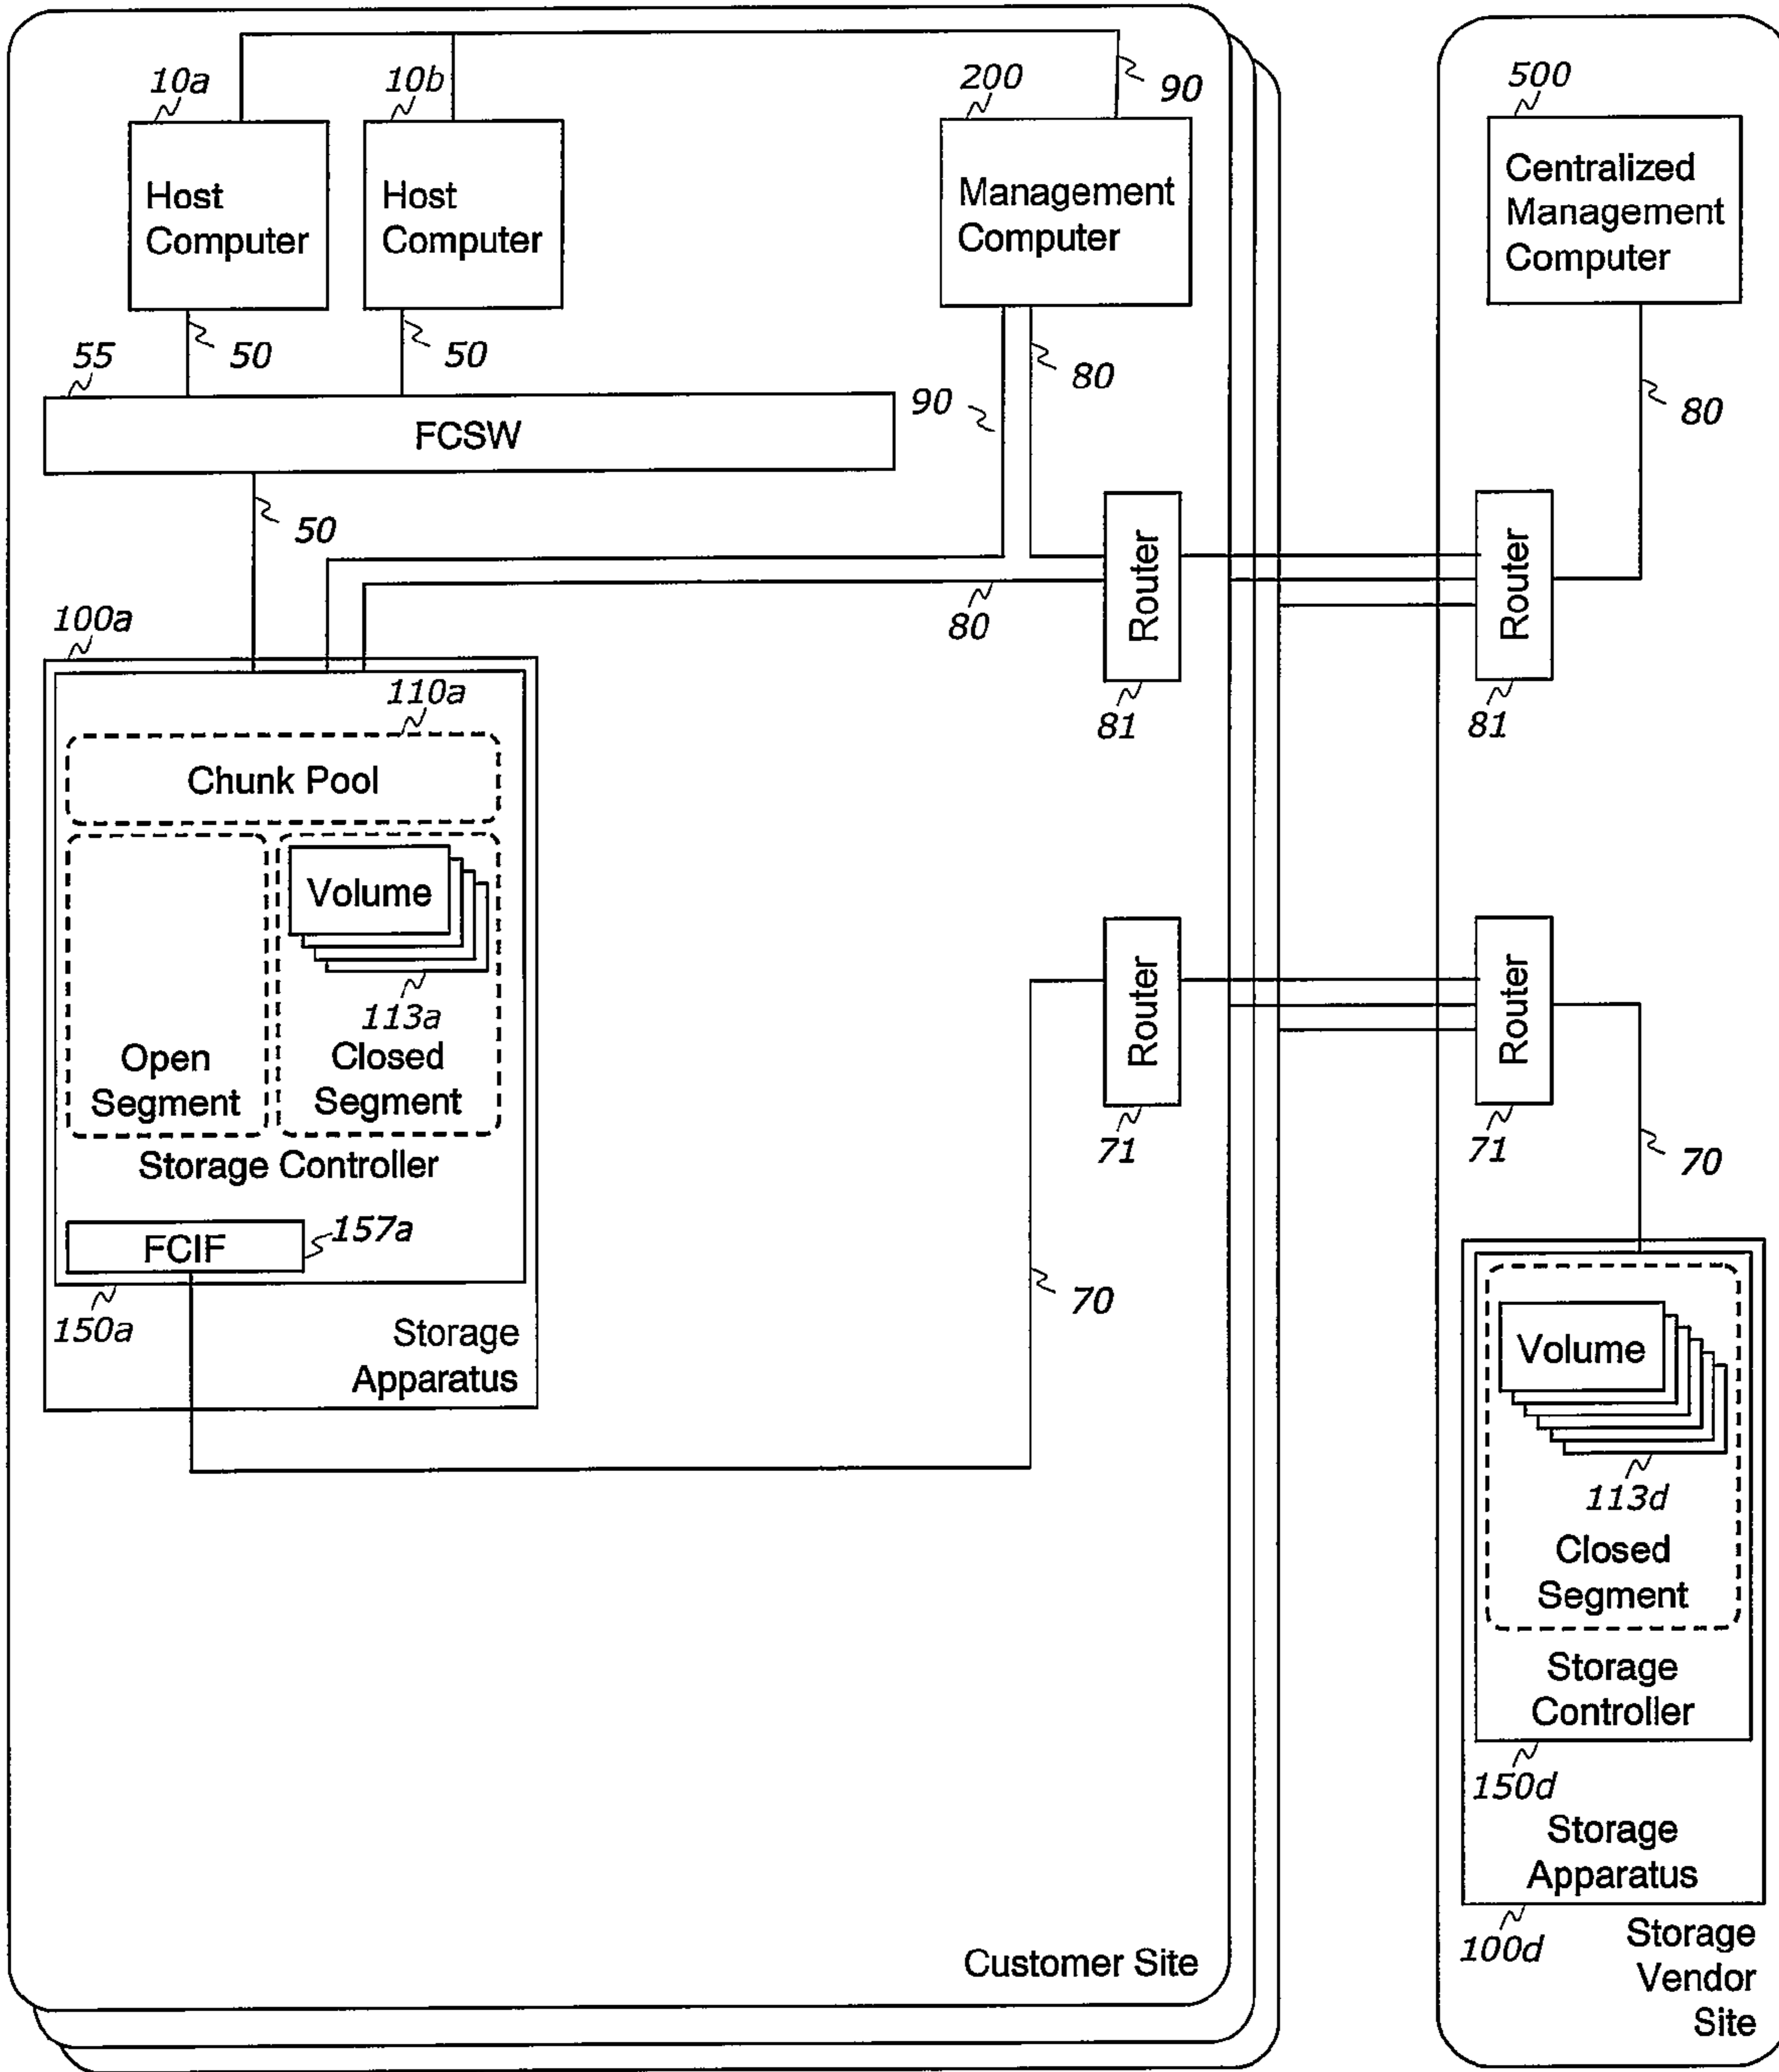 10a
10b
200
90
500
Host
Computer
Host
Computer
Management
Computer
Centralized
Management
Computer
55
50
50
80
90
80
FCSW
50
Router
Router
80
100a
81
81
110a
Chunk Pool
Volume
113a
Open
Segment
Closed
Segment
Router
Router
71
71
70
Storage Controller
FCIF
157a
150a
70
Storage
Apparatus
Volume
113d
Closed
Segment
Storage
Controller
150d
Storage
Apparatus
100d
Customer Site
Storage
Vendor
Site